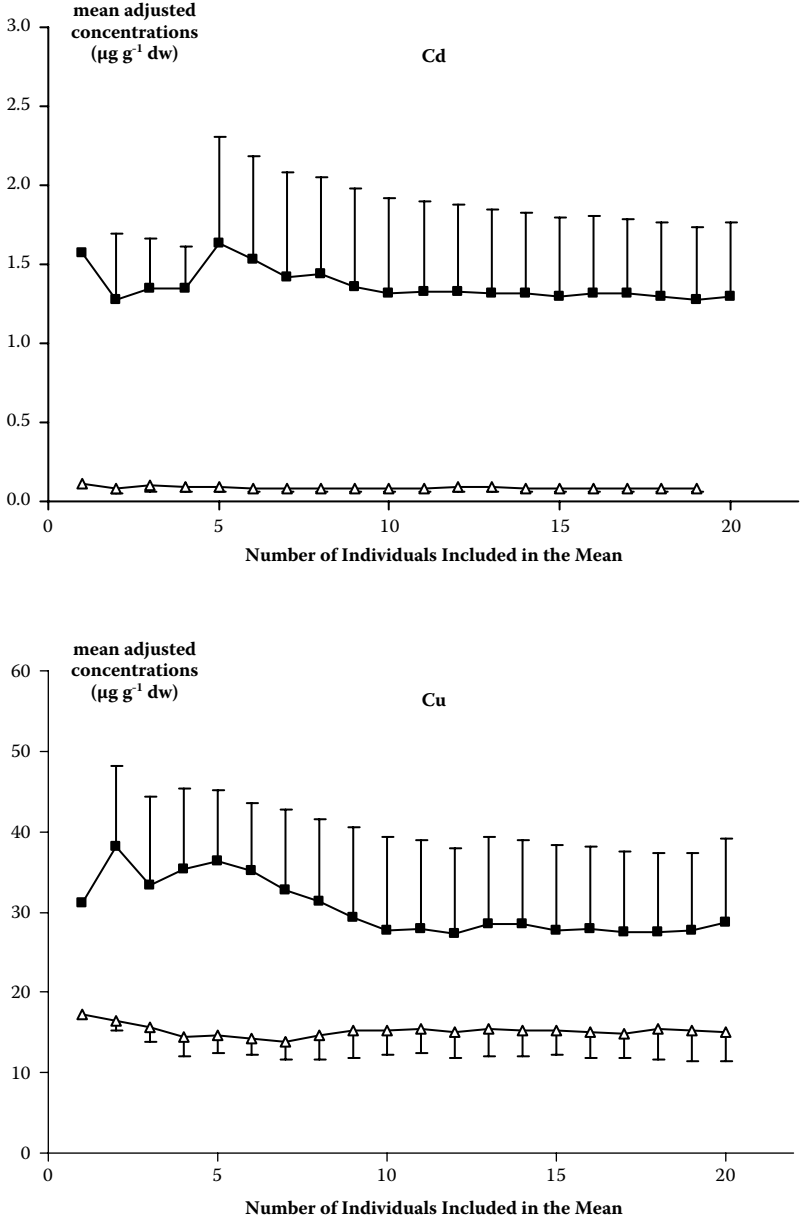 mean adjusted
concentrations
(μg g-1 dw)
Cd
3.0
2.5
2.0
1.5
1.0
0.5
0.0
0 5 10 15 20
Number of Individuals Included in the Mean
mean adjusted
concentrations
(μg g-1 dw)
Cu
60
50
40
30
20
10
0
0 5 10 15 20
Number of Individuals Included in the Mean